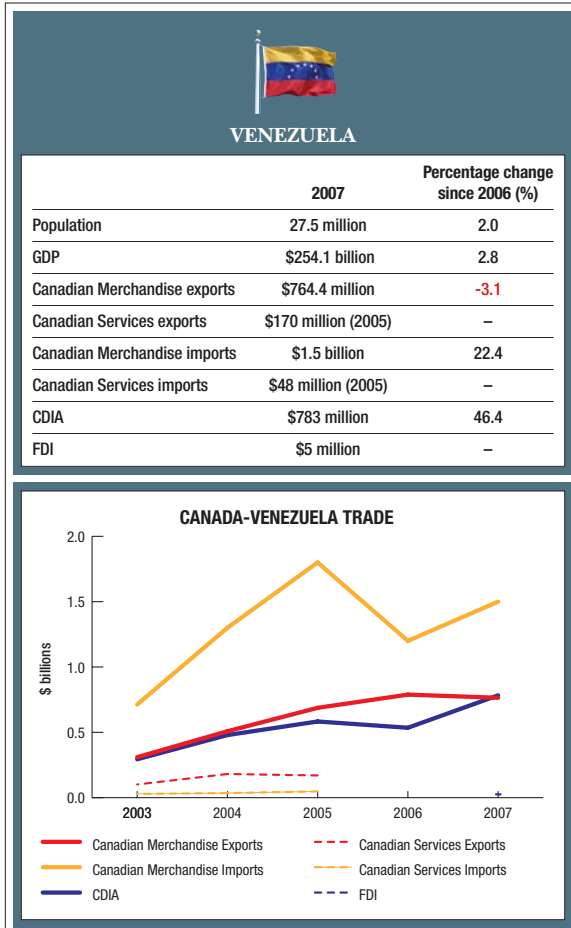 VENEZUELA
2007 Percentage change since 2006 (%)
Population 27.5 million 2.0
GDP $254.1 billion 2.8
Canadian Merchandise exports $764.4 million -3.1
Canadian Services exports $170 million (2005) –
Canadian Merchandise imports $1.5 billion 22.4
Canadian Services imports $48 million (2005) –
CDIA $783 million 46.4
FDI $5 million –
CANADA-VENEZUELA TRADE
$ billions
2.0
1.5
1.0
0.5
0.0
2003 2004 2005 2006 2007
Canadian Merchandise Exports Canadian Services Exports
Canadian Merchandise Imports Canadian Services Imports
CDIA FDI